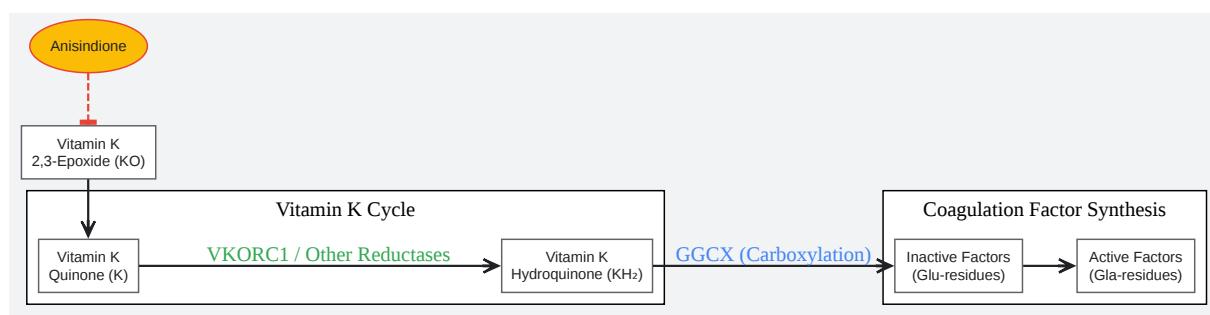 Anisindione
Vitamin K
2,3-Epoxide (KO)
Vitamin K Cycle
Coagulation Factor Synthesis
Vitamin K
Quinone (K)
VKORC1 / Other Reductases
Vitamin K
Hydroquinone (KH₂)
GGCX (Carboxylation)
Inactive Factors
(Glu-residues)
Active Factors
(Gla-residues)